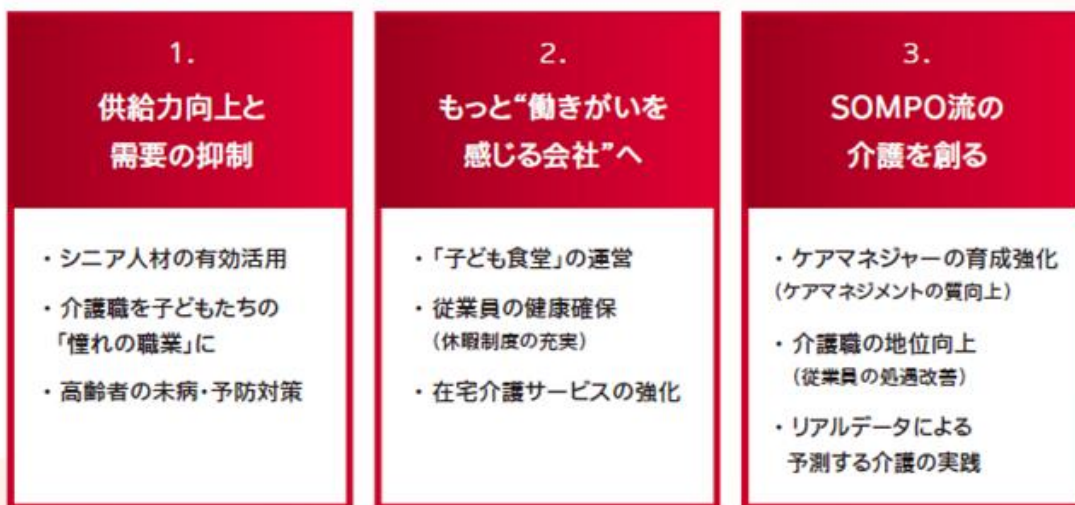 1.
供給力向上と
需要の抑制
・シニア人材の有効活用
・介護職を子どもたちの
「憧れの職業」に
・高齢者の未病・予防対策
2.
もっと“働きがいを
感じる会社”へ
・「子ども食堂」の運営
・従業員の健康確保
(休暇制度の充実)
・在宅介護サービスの強化
3.
SOMPO流の
介護を創る
・ケアマネジャーの育成強化
(ケアマネジメントの質向上)
・介護職の地位向上
(従業員の処遇改善)
・リアルデータによる
予測する介護の実践